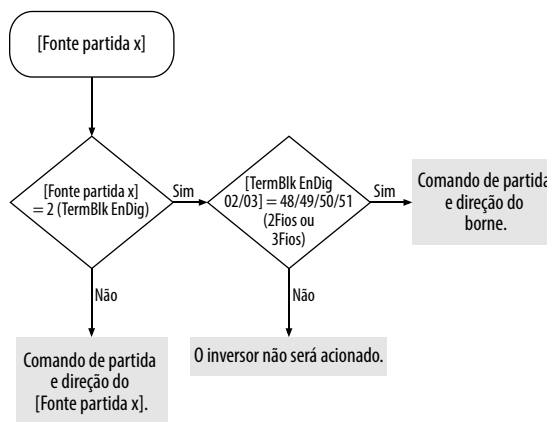 [Fonte partida x]
[Fonte partida x]
= 2 (TermBlk EnDig)
Sim
[TermBlk EnDig
02/03] = 48/49/50/51
(2Fios ou
3Fios)
Sim
Comando de partida
e direção do
borne.
Não
Não
Comando de partida
e direção do
[Fonte partida x].
O inversor não será acionado.